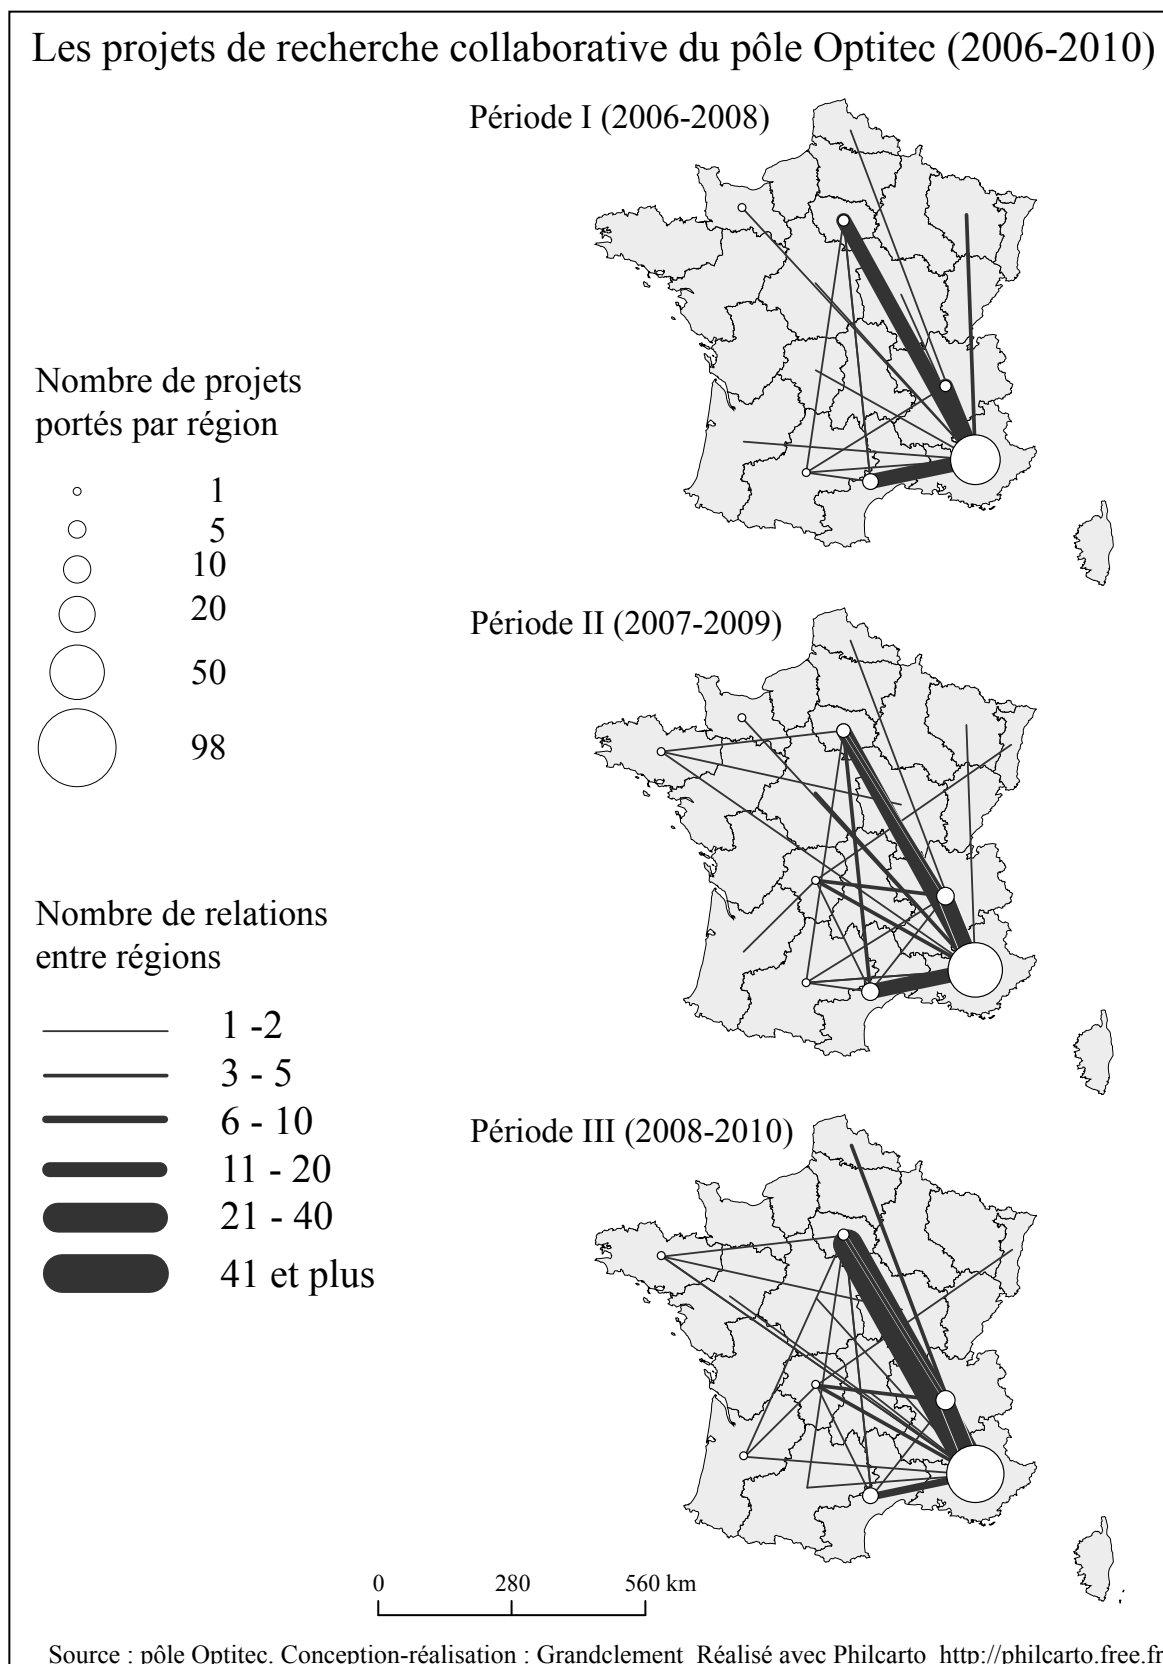 Les projets de recherche collaborative du pôle Optitec (2006-2010)
Période I (2006-2008)
Nombre de projets
portés par région
1
5
10
20
50
98
Période II (2007-2009)
Nombre de relations
entre régions
1 -2
3 - 5
6 - 10
11 - 20
21 - 40
41 et plus
Période III (2008-2010)
0 280 560 km
Source : pôle Optitec. Conception-réalisation : Grandclement Réalisé avec Philcarto http://philcarto.free.fr